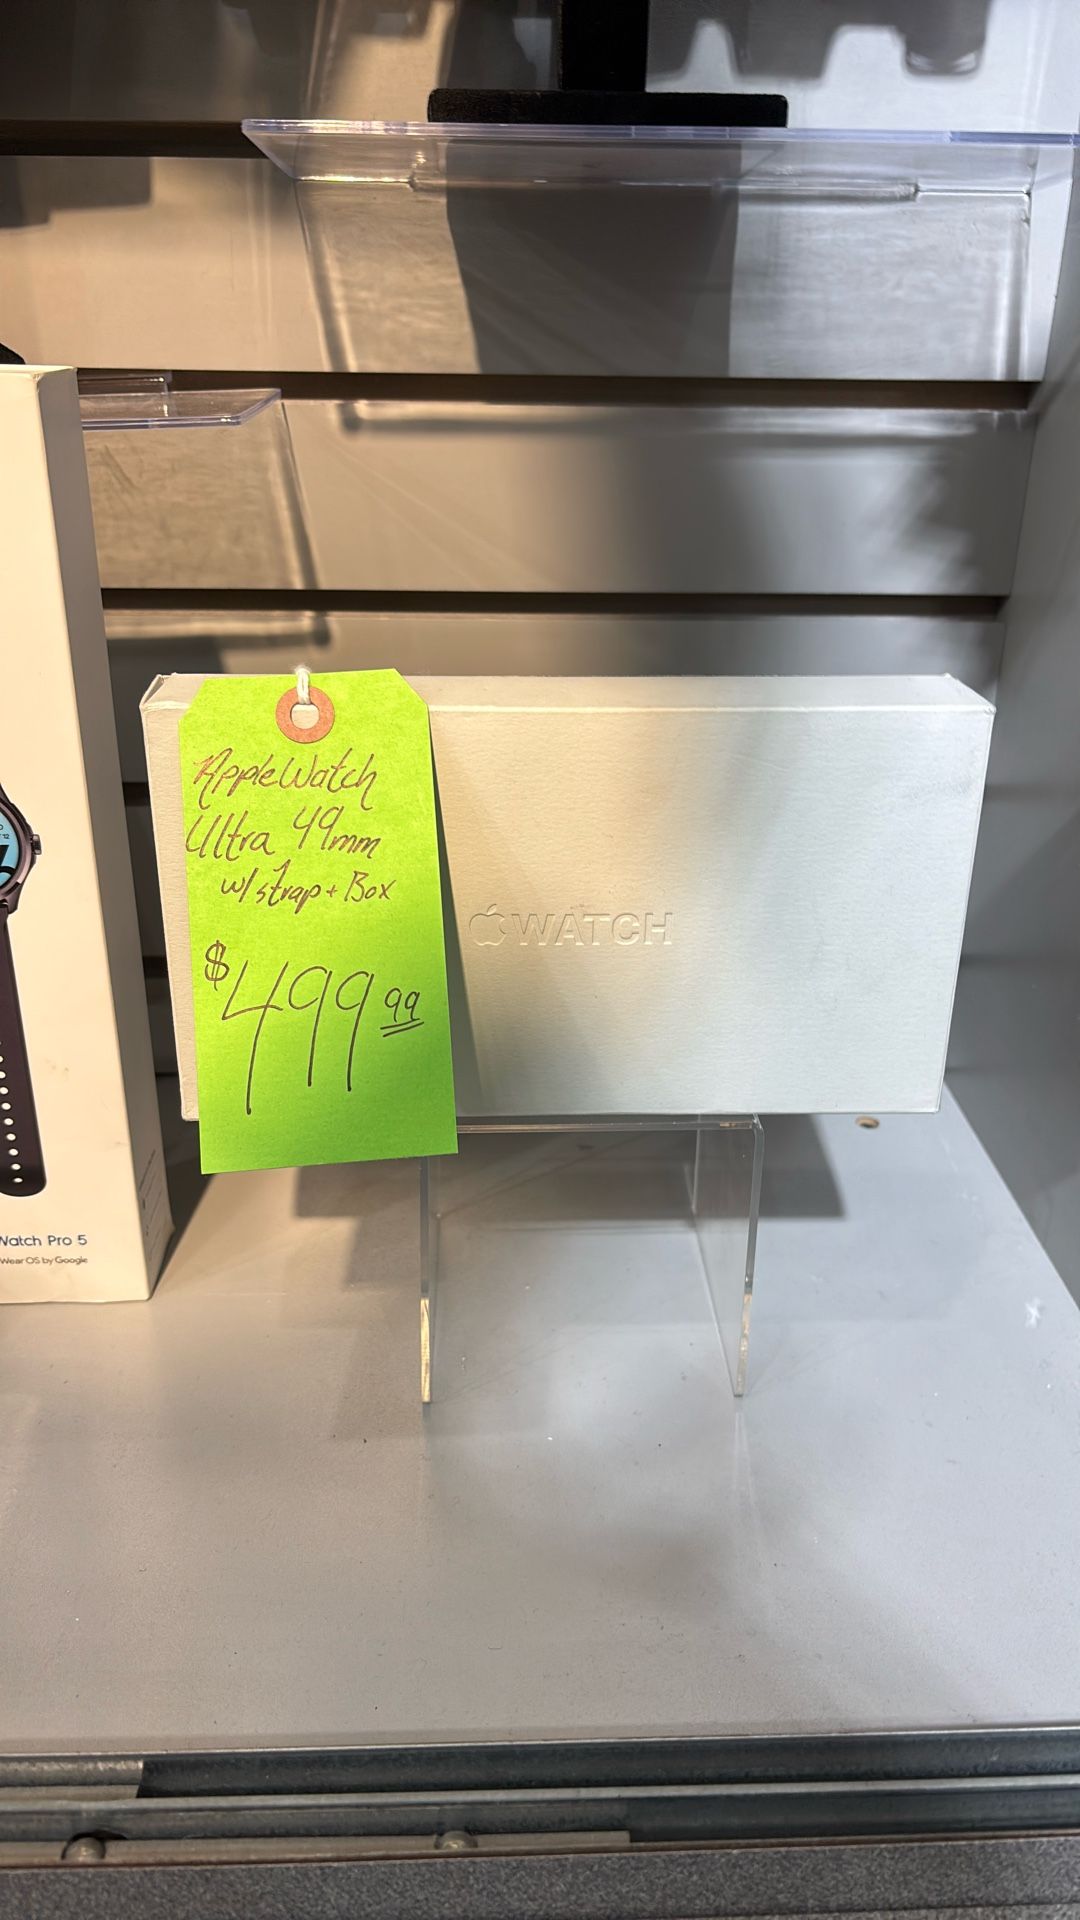 AppleWatch
Ultra 49mm
w/ strap + Box
$499.99
WATCH
Watch Pro 5
Wear OS by Google